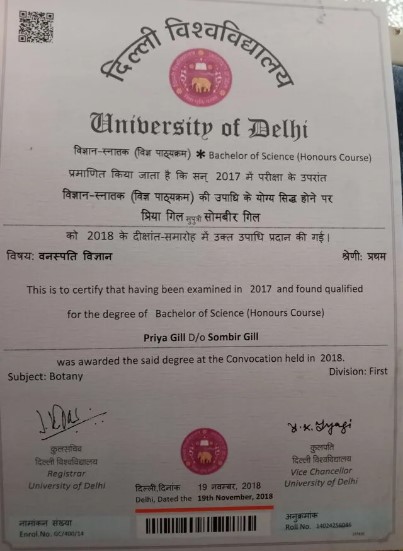 दिल्ली विश्वविद्यालय
University of Delhi
विज्ञान-स्नातक (विज्ञ पाठ्यक्रम) * Bachelor of Science (Honours Course)
प्रमाणित किया जाता है कि सन् 2017 में परीक्षा के उपरांत
विज्ञान-स्नातक (विज्ञ पाठ्यक्रम) की उपाधि के योग्य सिद्ध होने पर
प्रिया गिल सुपुत्री सोमबीर गिल
को 2018 के दीक्षांत-समारोह में उक्त उपाधि प्रदान की गई।
विषय: वनस्पति विज्ञान श्रेणी: प्रथम
This is to certify that having been examined in 2017 and found qualified
for the degree of Bachelor of Science (Honours Course)
Priya Gill D/o Sombir Gill
was awarded the said degree at the Convocation held in 2018.
Subject: Botany Division: First
कुलसचिव
दिल्ली विश्वविद्यालय
Registrar
University of Delhi
दिल्ली, दिनांक 19 नवम्बर, 2018
Delhi, Dated the 19th November, 2018
कुलपति
दिल्ली विश्वविद्यालय
Vice Chancellor
University of Delhi
नामांकन संख्या
Enrol. No.
अनुक्रमांक
Roll No.